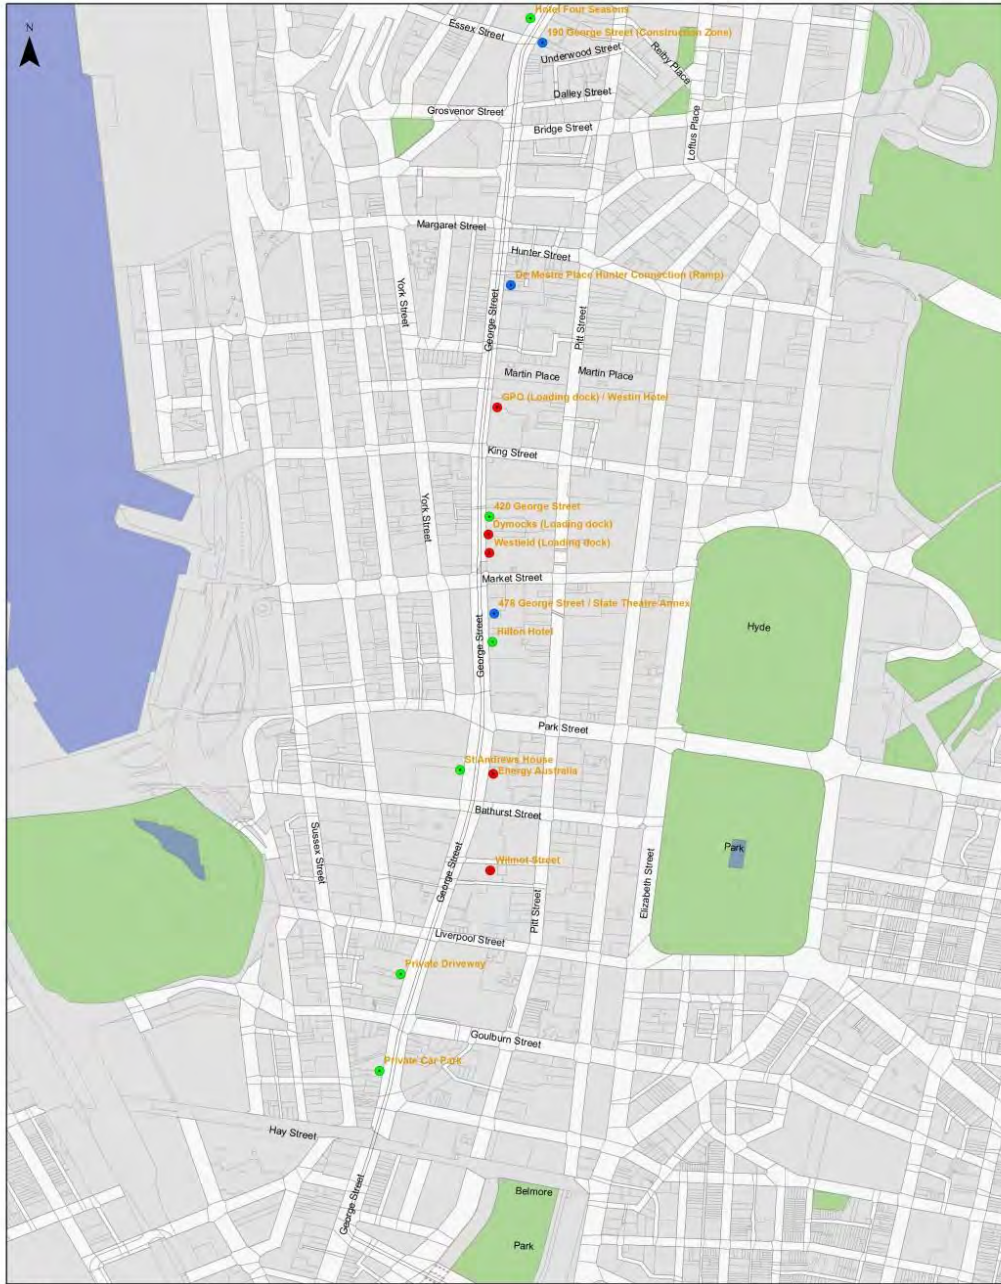 Hotel Four Seasons
Essex Street
190 George Street (Construction Zone)
Underwood Street
Reiby Place
Dalley Street
Grosvenor Street
Bridge Street
Loftus Place
Margaret Street
Hunter Street
De Mestre Place Hunter Connection (Ramp)
York Street
George Street
Pitt Street
Martin Place
Martin Place
GPO (Loading dock) / Westin Hotel
King Street
York Street
420 George Street
Dymocks (Loading dock)
Westfield (Loading dock)
Market Street
476 George Street / State Theatre Annex
Hyde
Hilton Hotel
George Street
Park Street
St Andrews House
Energy Australia
Bathurst Street
Sussex Street
George Street
Park
Wilmot Street
Elizabeth Street
Pitt Street
Liverpool Street
Private Driveway
Goulburn Street
Private Car Park
Hay Street
George Street
Belmore
Park
N